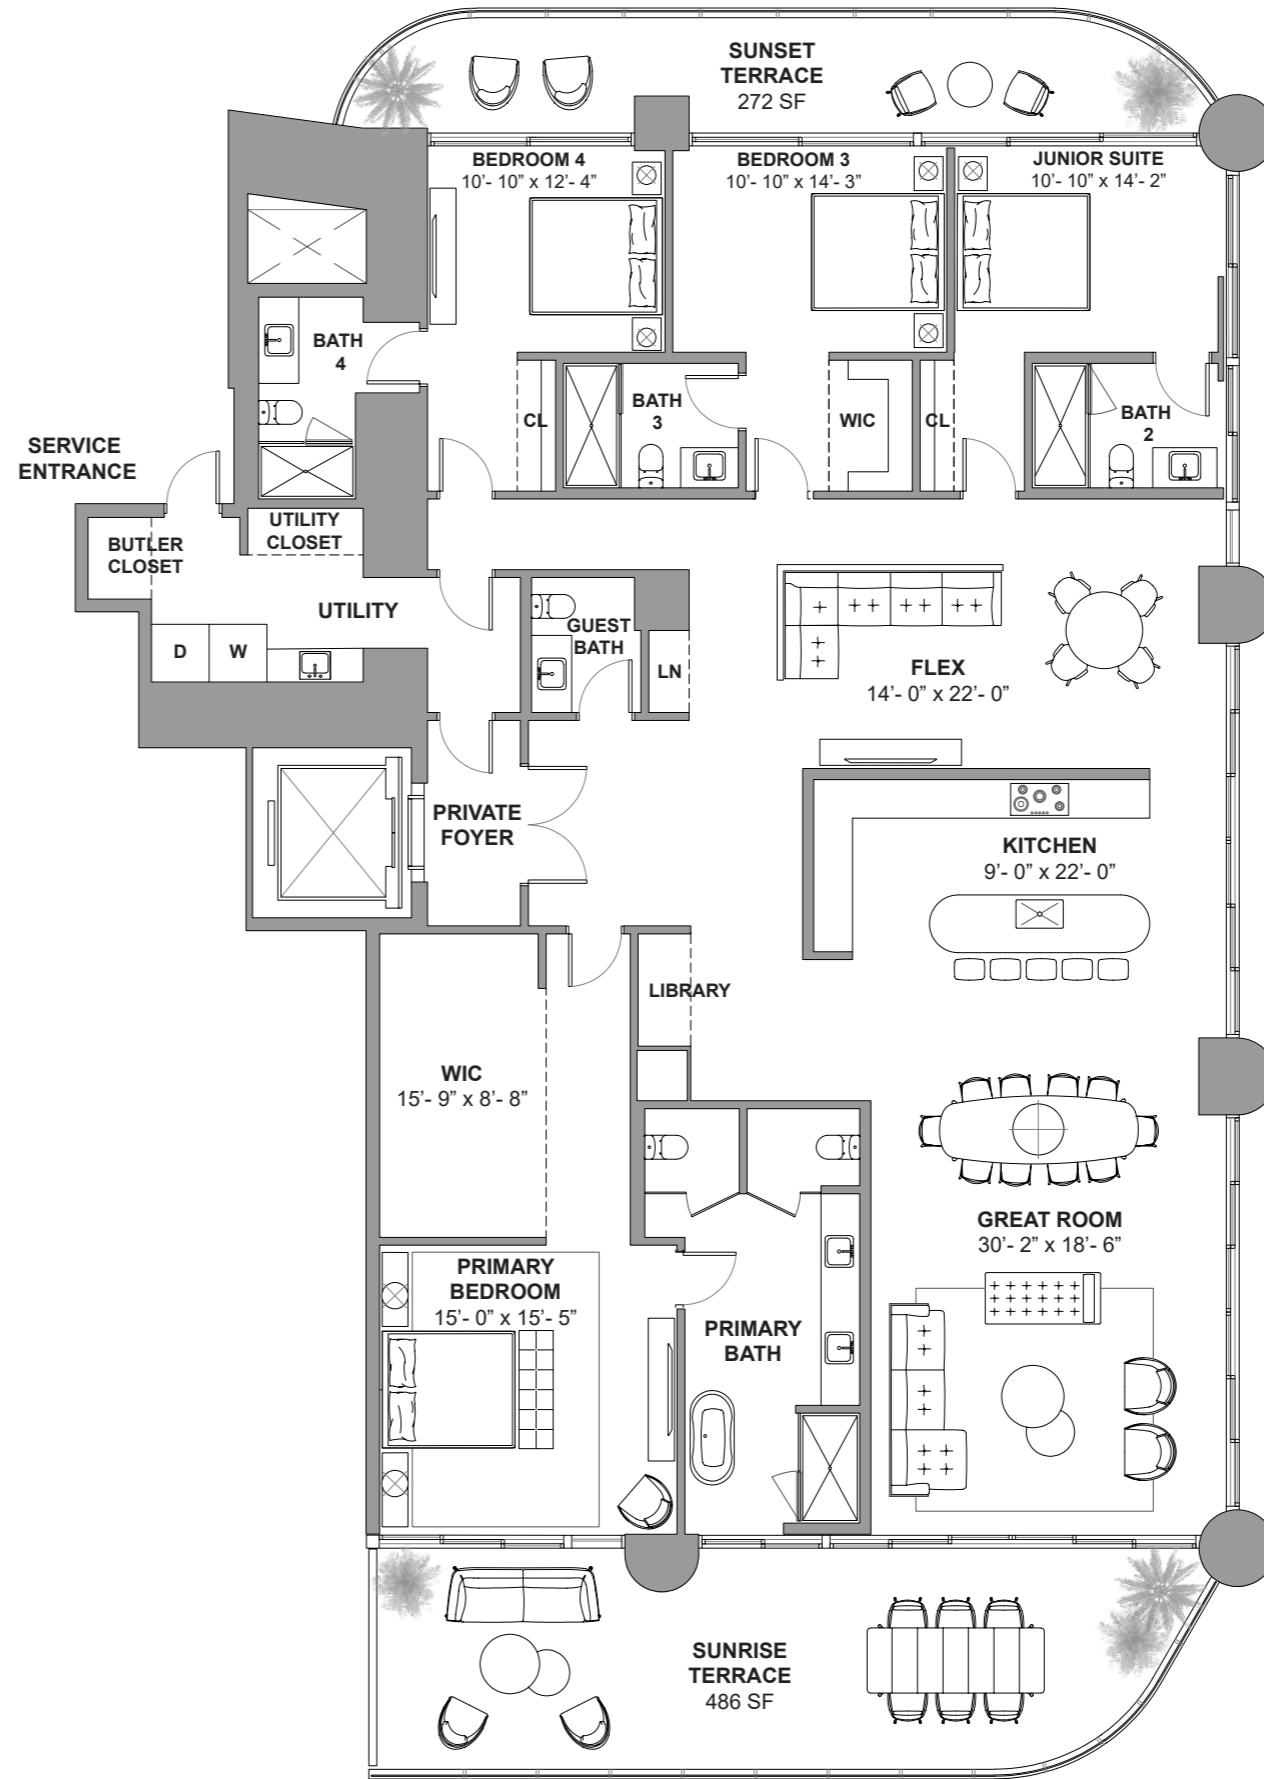 SUNSET
TERRACE
272 SF
BEDROOM 4
10'- 10” x 12'- 4”
BEDROOM 3
10'- 10” x 14'- 3”
JUNIOR SUITE
10'- 10” x 14'- 2”
BATH
4
CL
BATH
3
WIC
CL
BATH
2
SERVICE
ENTRANCE
BUTLER
CLOSET
UTILITY
CLOSET
UTILITY
D
W
GUEST
BATH
LN
FLEX
14'- 0” x 22'- 0”
PRIVATE
FOYER
KITCHEN
9'- 0” x 22'- 0”
LIBRARY
WIC
15'- 9” x 8'- 8”
GREAT ROOM
30'- 2” x 18'- 6”
PRIMARY
BEDROOM
15'- 0” x 15'- 5”
PRIMARY
BATH
SUNRISE
TERRACE
486 SF